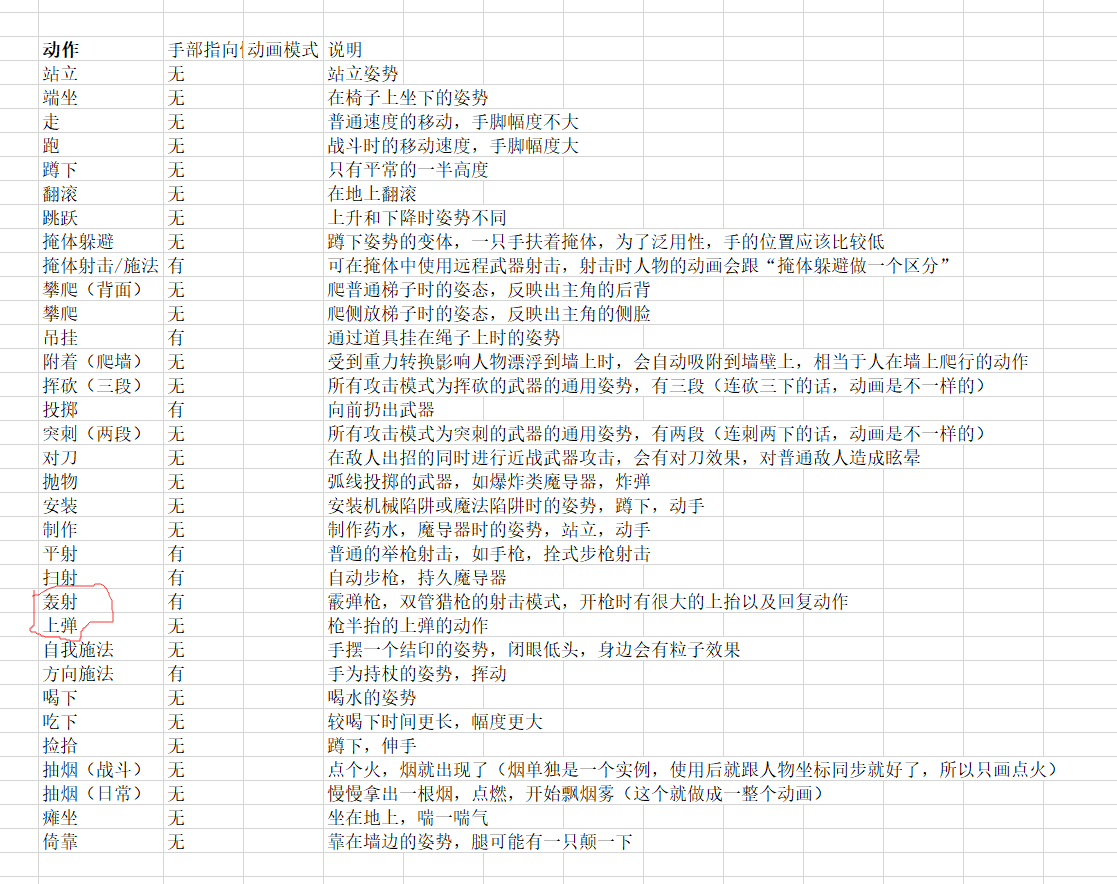 动作 手部指向 动画模式 说明
站立 无 站立姿势
端坐 无 在椅子上坐下的姿势
走 无 普通速度的移动，手脚幅度不大
跑 无 战斗时的移动速度，手脚幅度大
蹲下 无 只有平常的一半高度
翻滚 无 在地上翻滚
跳跃 无 上升和下降时姿势不同
掩体躲避 无 蹲下姿势的变体，一只手扶着掩体，为了泛用性，手的位置应该比较低
掩体射击/施法 有 可在掩体中使用远程武器射击，射击时人物的动画会跟“掩体躲避做一个区分”
攀爬（背面） 无 爬普通梯子时的姿态，反映出主角的后背
攀爬 无 爬侧放梯子时的姿态，反映出主角的侧脸
吊挂 有 通过道具挂在绳子上时的姿势
附着（爬墙） 无 受到重力转换影响人物漂浮到墙上时，会自动吸附到墙壁上，相当于人在墙上爬行的动作
挥砍（三段） 无 所有攻击模式为挥砍的武器的通用姿势，有三段（连砍三下的话，动画是不一样的）
投掷 有 向前扔出武器
突刺（两段） 无 所有攻击模式为突刺的武器的通用姿势，有两段（连刺两下的话，动画是不一样的）
对刀 无 在敌人出招的同时进行近战武器攻击，会有对刀效果，对普通敌人造成眩晕
抛物 无 弧线投掷的武器，如爆炸类魔导器，炸弹
安装 无 安装机械陷阱或魔法陷阱时的姿势，蹲下，动手
制作 无 制作药水，魔导器时的姿势，站立，动手
平射 有 普通的举枪射击，如手枪，拴式步枪射击
扫射 有 自动步枪，持久魔导器
轰射 有 霰弹枪，双管猎枪的射击模式，开枪时有很大的上抬以及回复动作
上弹 无 枪半抬的上弹的动作
自我施法 无 手摆一个结印的姿势，闭眼低头，身边会有粒子效果
方向施法 有 手为持杖的姿势，挥动
喝下 无 喝水的姿势
吃下 无 较喝下时间更长，幅度更大
捡拾 无 蹲下，伸手
抽烟（战斗） 无 点个火，烟就出现了（烟单独是一个实例，使用后就跟人物坐标同步就好了，所以只画点火）
抽烟（日常） 无 慢慢拿出一根烟，点燃，开始飘烟雾（这个就做成一整个动画）
瘫坐 无 坐在地上，喘一喘气
倚靠 无 靠在墙边的姿势，腿可能有一只颠一下